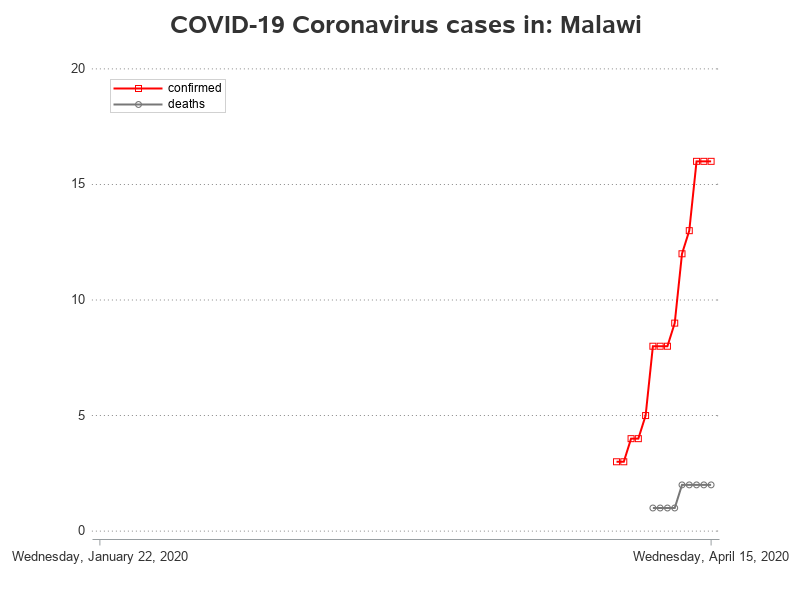 COVID-19 Coronavirus cases in: Malawi
20
confirmed
deaths
15
10
5
0
Wednesday, January 22, 2020 Wednesday, April 15, 2020